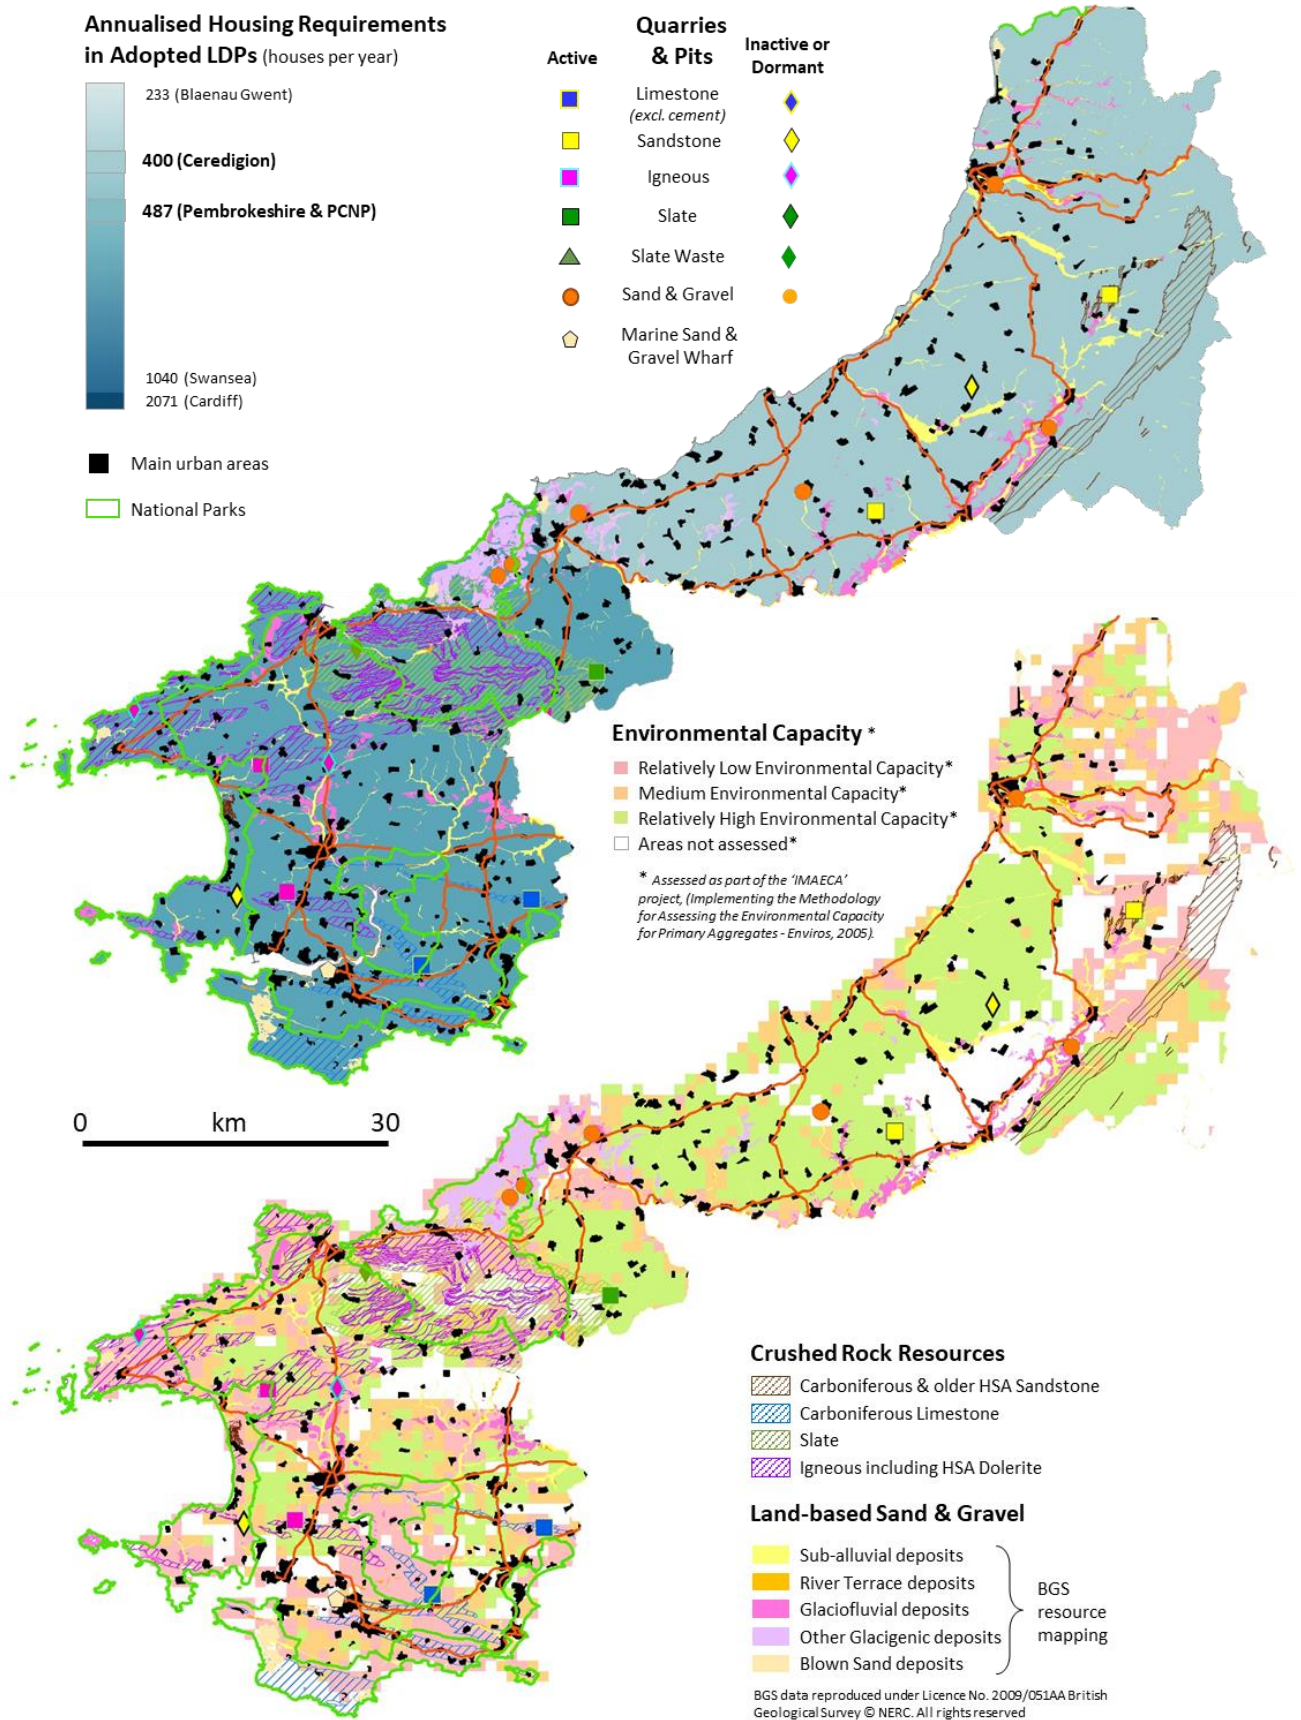 Annualised Housing Requirements
in Adopted LDPs (houses per year)
233 (Blaenau Gwent)
400 (Ceredigion)
487 (Pembrokeshire & PCNP)
1040 (Swansea)
2071 (Cardiff)
Main urban areas
National Parks
Quarries
& Pits
Active
Inactive or
Dormant
Limestone
(excl. cement)
Sandstone
Igneous
Slate
Slate Waste
Sand & Gravel
Marine Sand &
Gravel Wharf
Environmental Capacity *
Relatively Low Environmental Capacity*
Medium Environmental Capacity*
Relatively High Environmental Capacity*
Areas not assessed*
* Assessed as part of the ‘IMAECA’
project, (Implementing the Methodology
for Assessing the Environmental Capacity
for Primary Aggregates - Enviros, 2005).
0 km 30
Crushed Rock Resources
Carboniferous & older HSA Sandstone
Carboniferous Limestone
Slate
Igneous including HSA Dolerite
Land-based Sand & Gravel
Sub-alluvial deposits
River Terrace deposits
Glaciofluvial deposits
Other Glacigenic deposits
Blown Sand deposits
BGS
resource
mapping
BGS data reproduced under Licence No. 2009/051AA British
Geological Survey © NERC. All rights reserved